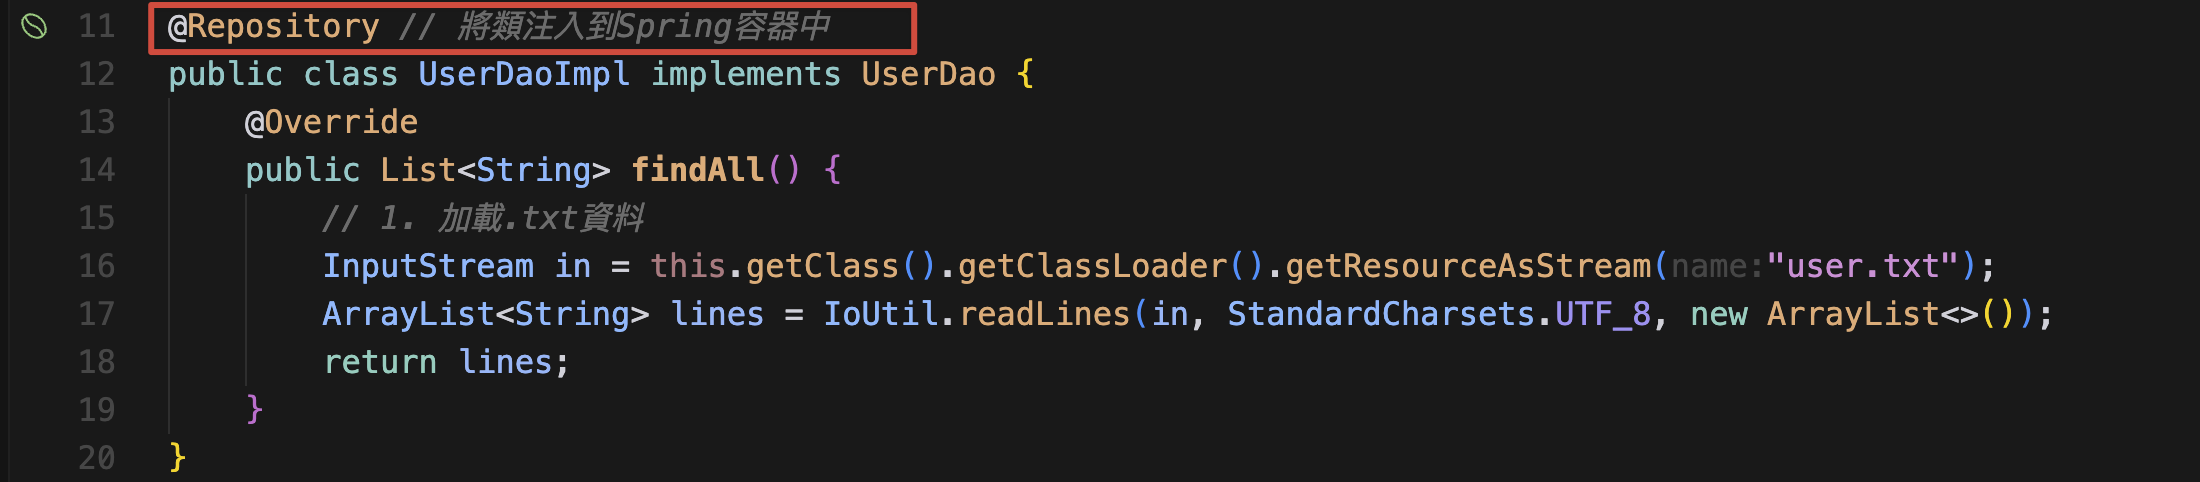 11 @Repository // 將類注入到Spring容器中
12 public class UserDaoImpl implements UserDao {
13 @Override
14 public List<String> findAll() {
15 // 1. 加載.txt資料
16 InputStream in = this.getClass().getClassLoader().getResourceAsStream(name:"user.txt");
17 ArrayList<String> lines = IoUtil.readLines(in, StandardCharsets.UTF_8, new ArrayList<>());
18 return lines;
19 }
20 }